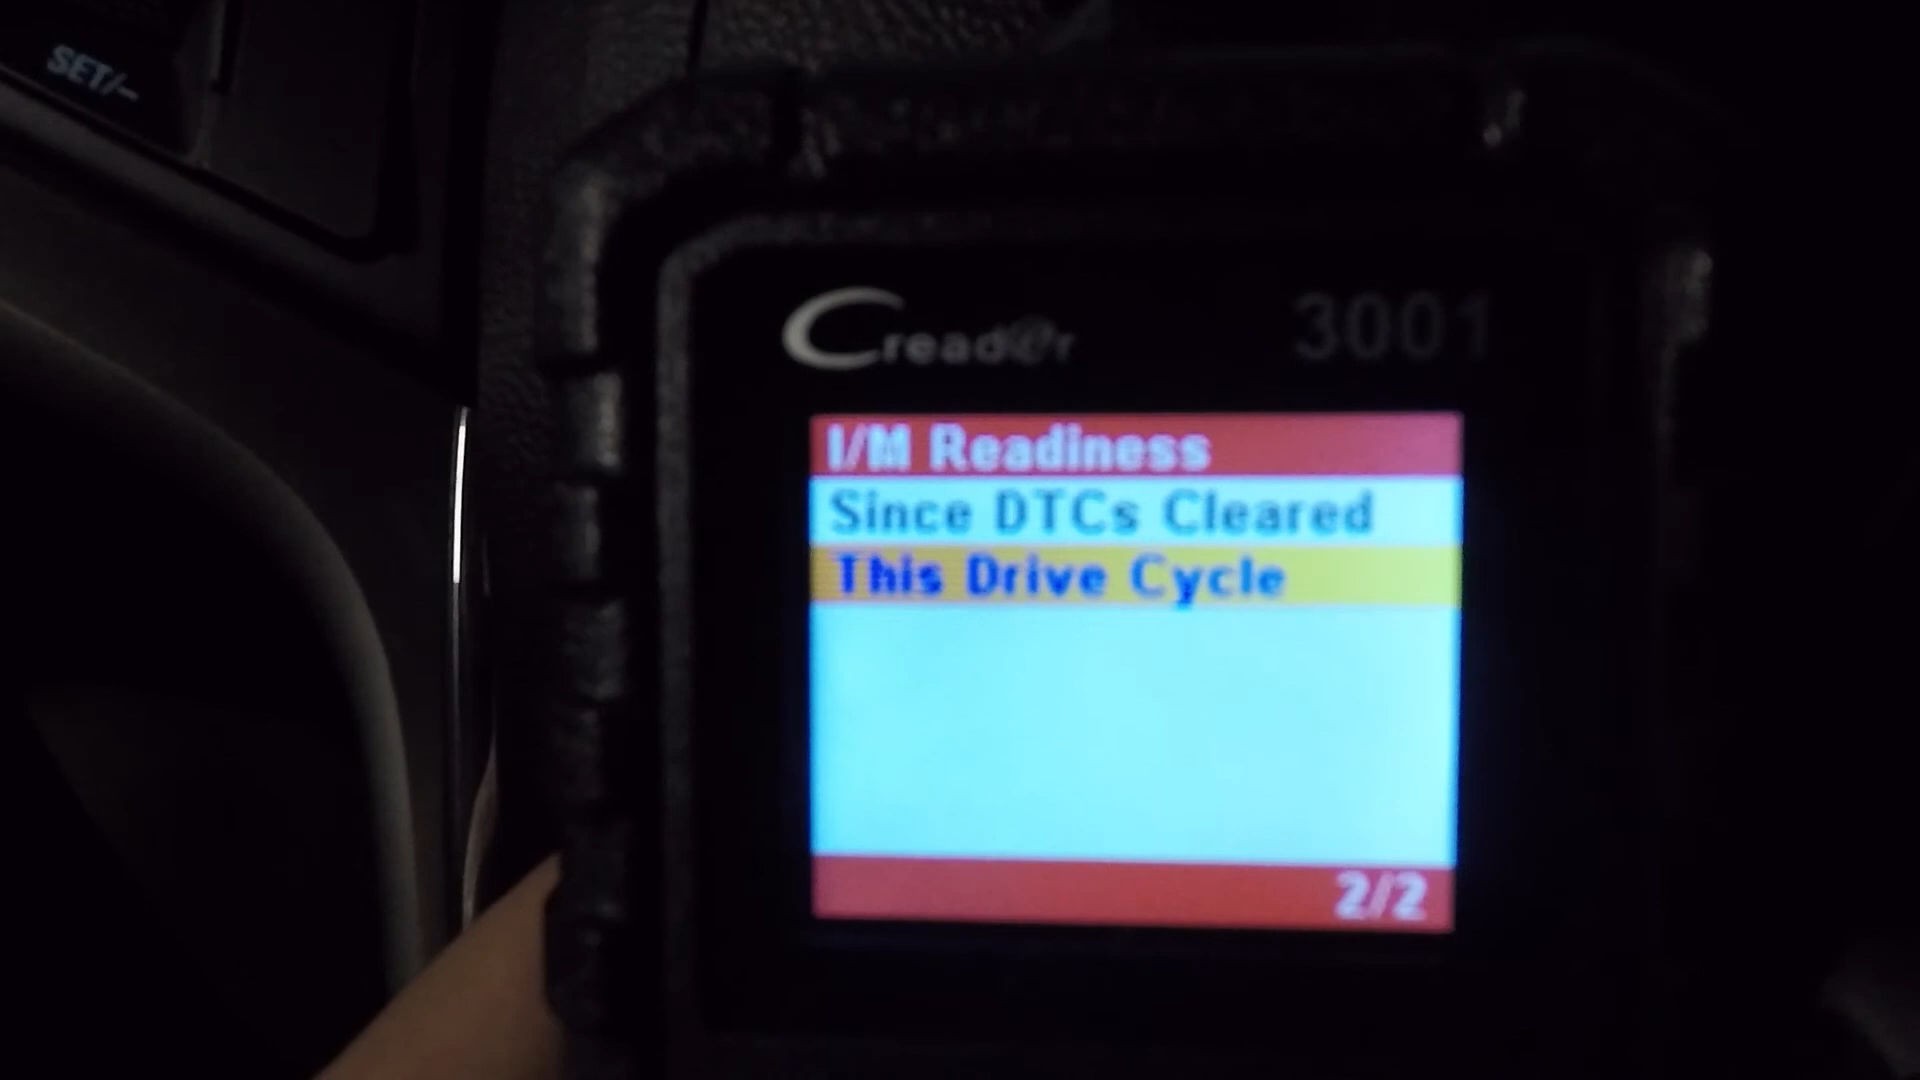 SET/-
Cread@r 3001
I/M Readiness
Since DTCs Cleared
This Drive Cycle
2/2